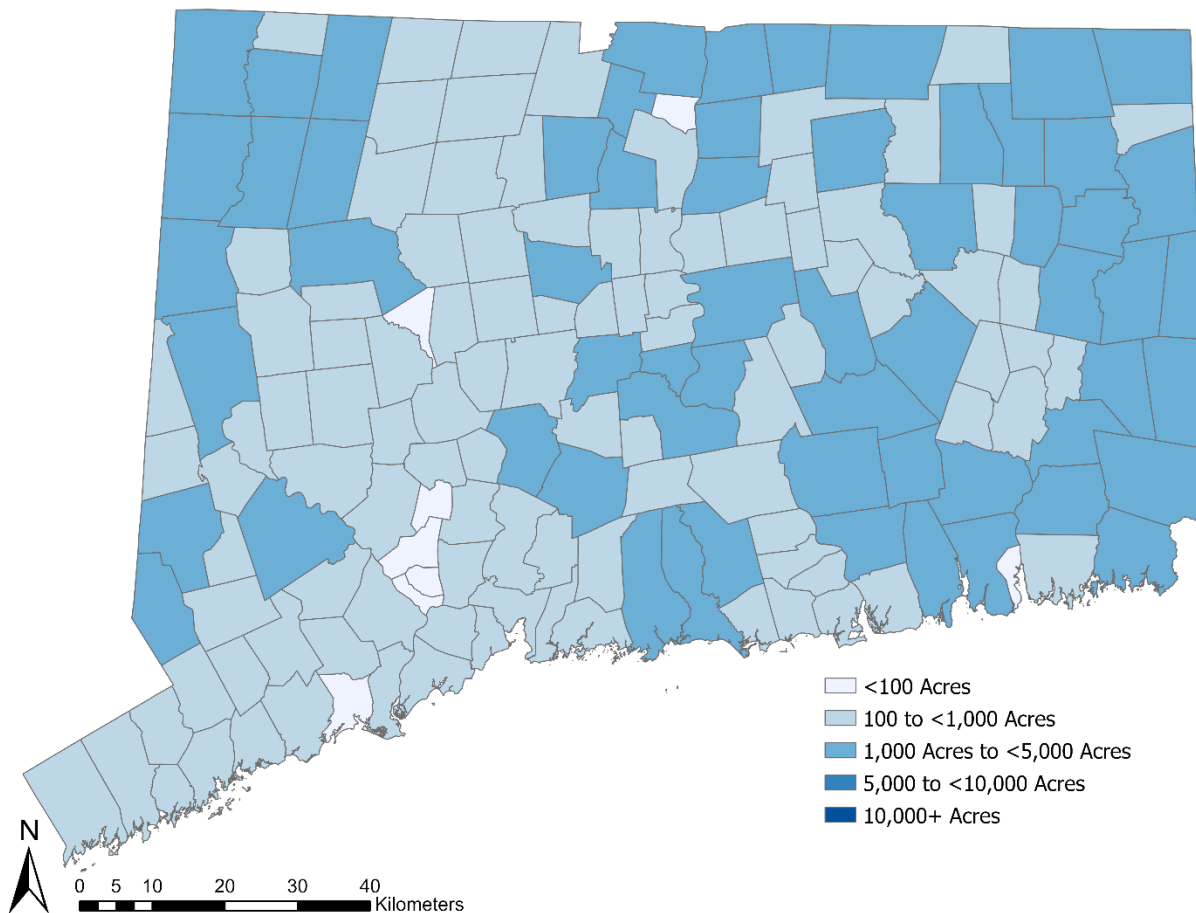 <100 Acres
100 to <1,000 Acres
1,000 Acres to <5,000 Acres
5,000 to <10,000 Acres
10,000+ Acres
N
0 5 10 20 30 40
Kilometers